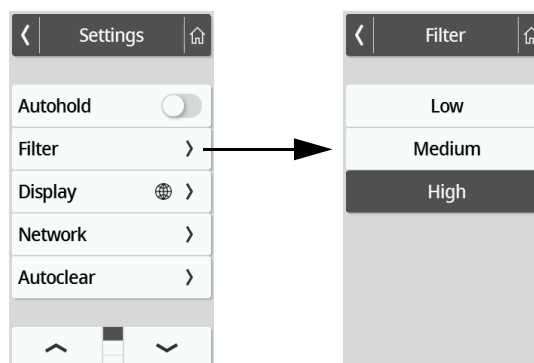 Settings
Autohold
Filter
Display
Network
Autoclear
Filter
Low
Medium
High